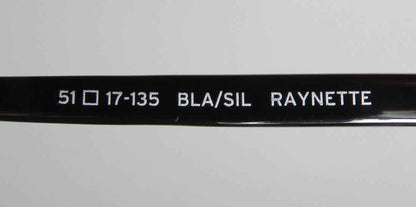 51 □ 17-135 BLA/SIL RAYNETTE